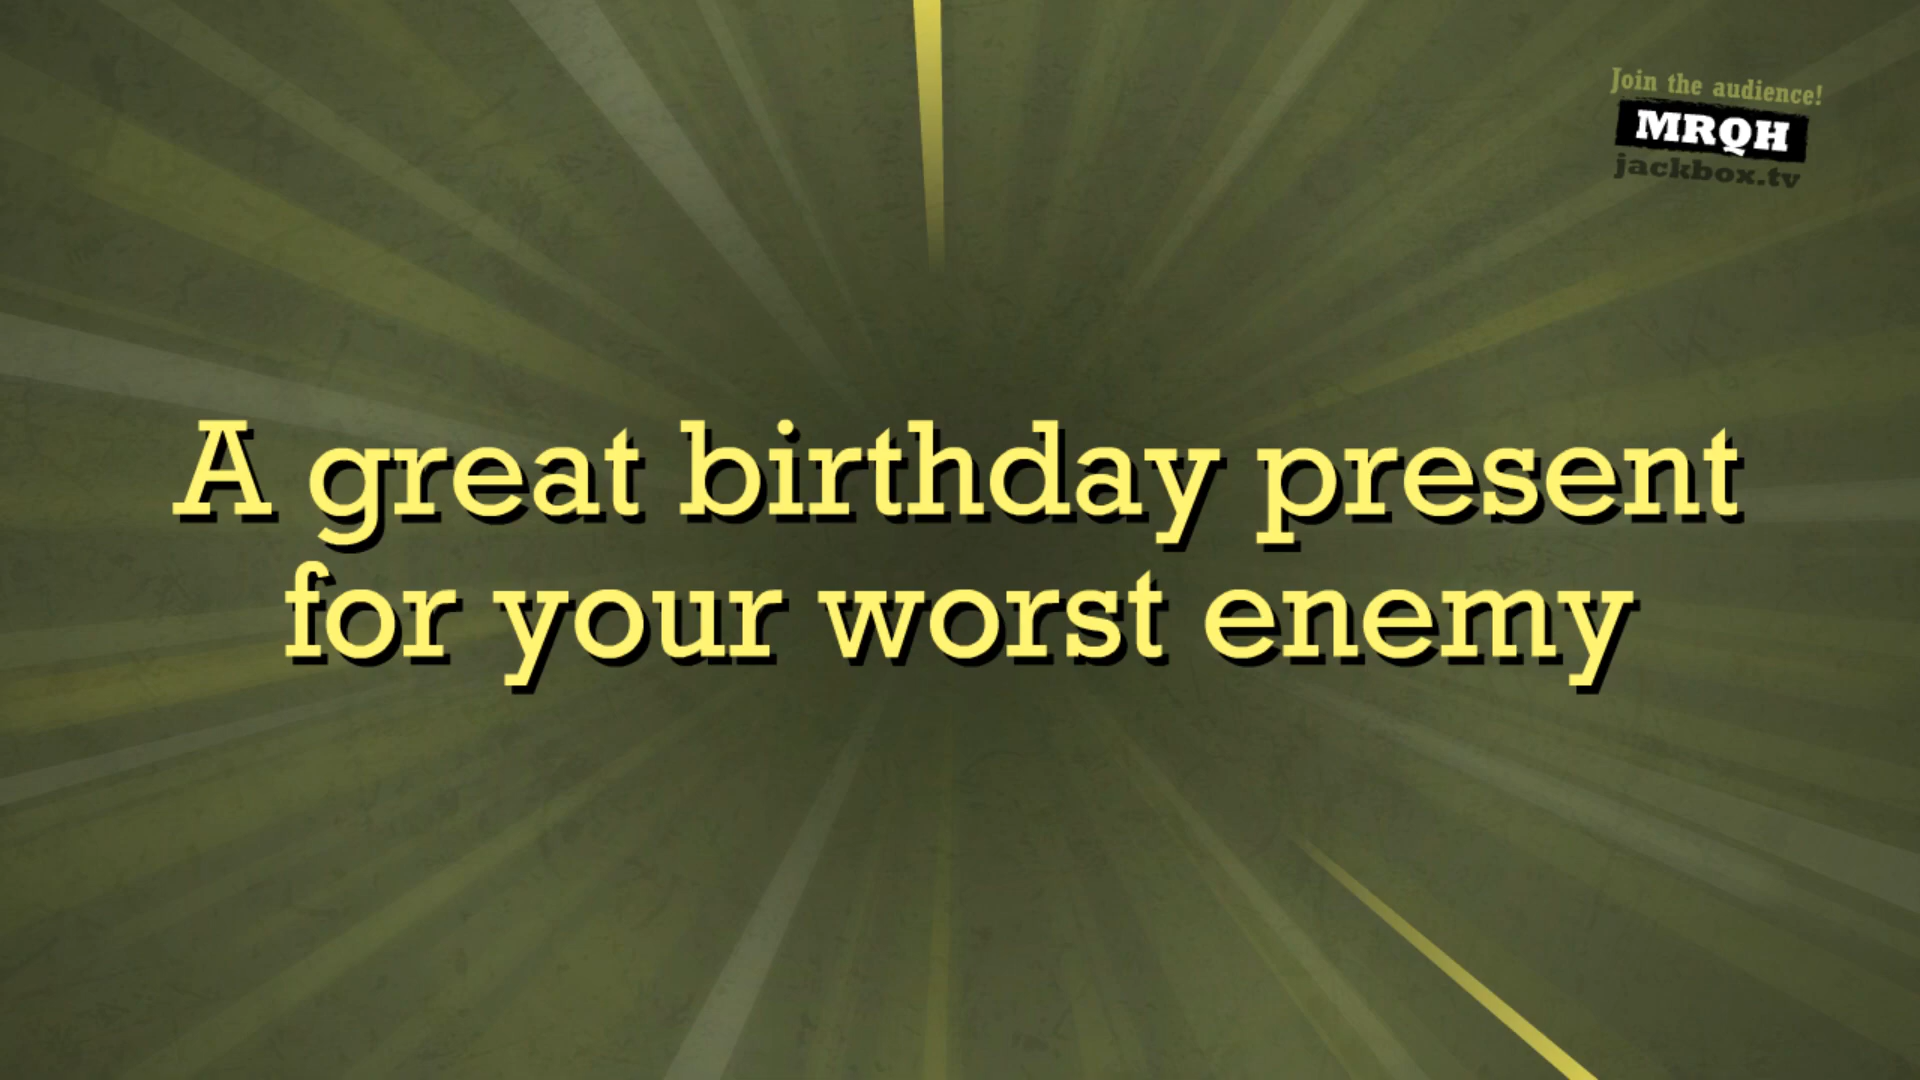 Join the audience!
MRQH
jackbox.tv
A great birthday present
for your worst enemy